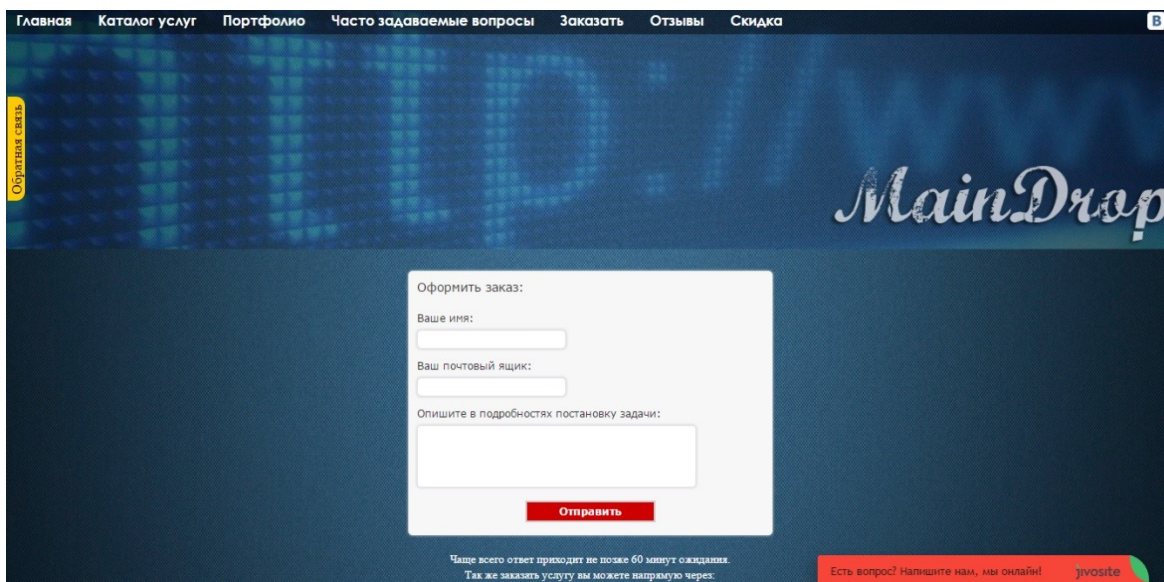 Главная Каталог услуг Портфолио Часто задаваемые вопросы Заказать Отзывы Скидка B
Обратная связь
http://www
MainDrop
Оформить заказ:
Ваше имя:
Ваш почтовый ящик:
Опишите в подробностях постановку задачи:
Отправить
Чаще всего ответ приходит не позже 60 минут ожидания.
Так же заказать услугу вы можете напрямую через:
Есть вопрос? Напишите нам, мы онлайн! jivosite